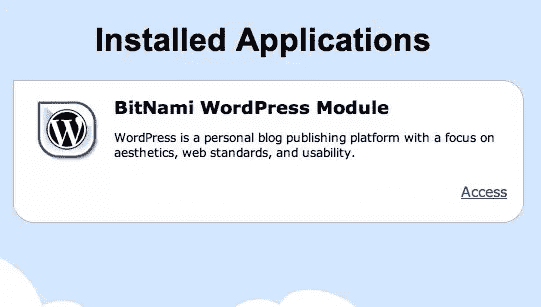 Installed Applications
BitNami WordPress Module
WordPress is a personal blog publishing platform with a focus on
aesthetics, web standards, and usability.
Access